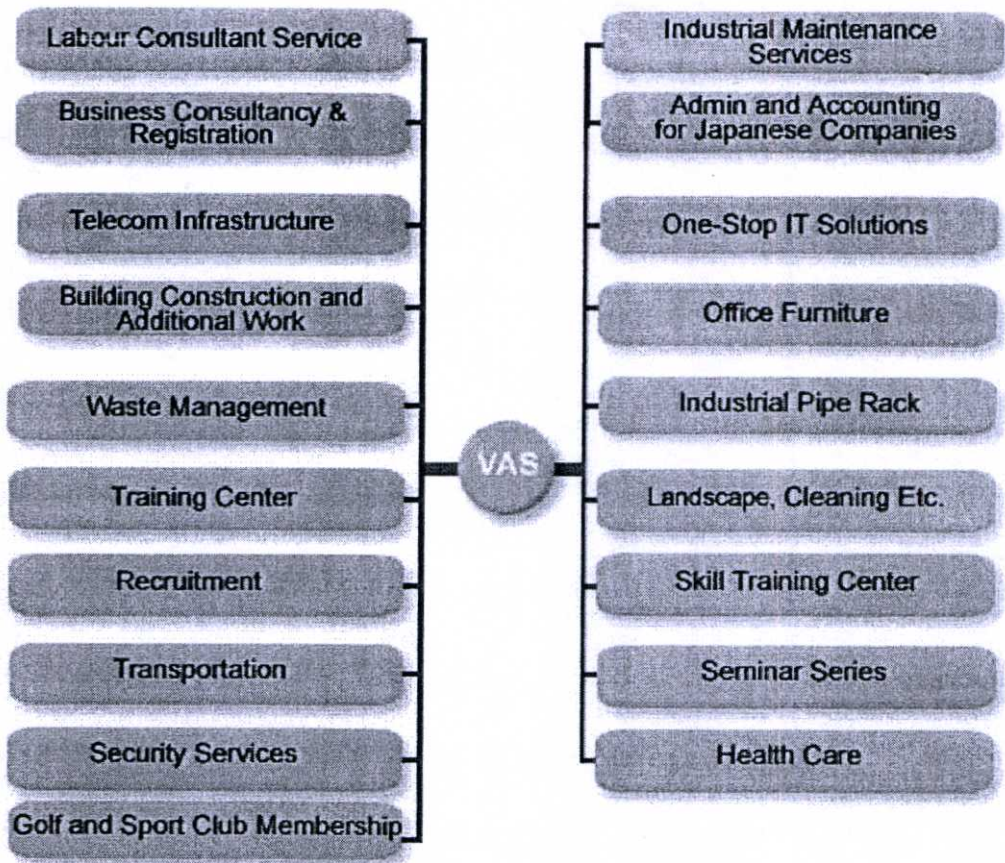 Labour Consultant Service
Business Consultancy &
Registration
Telecom Infrastructure
Building Construction and
Additional Work
Waste Management
Training Center
Recruitment
Transportation
Security Services
Golf and Sport Club Membership
VAS
Industrial Maintenance
Services
Admin and Accounting
for Japanese Companies
One-Stop IT Solutions
Office Furniture
Industrial Pipe Rack
Landscape, Cleaning Etc.
Skill Training Center
Seminar Series
Health Care